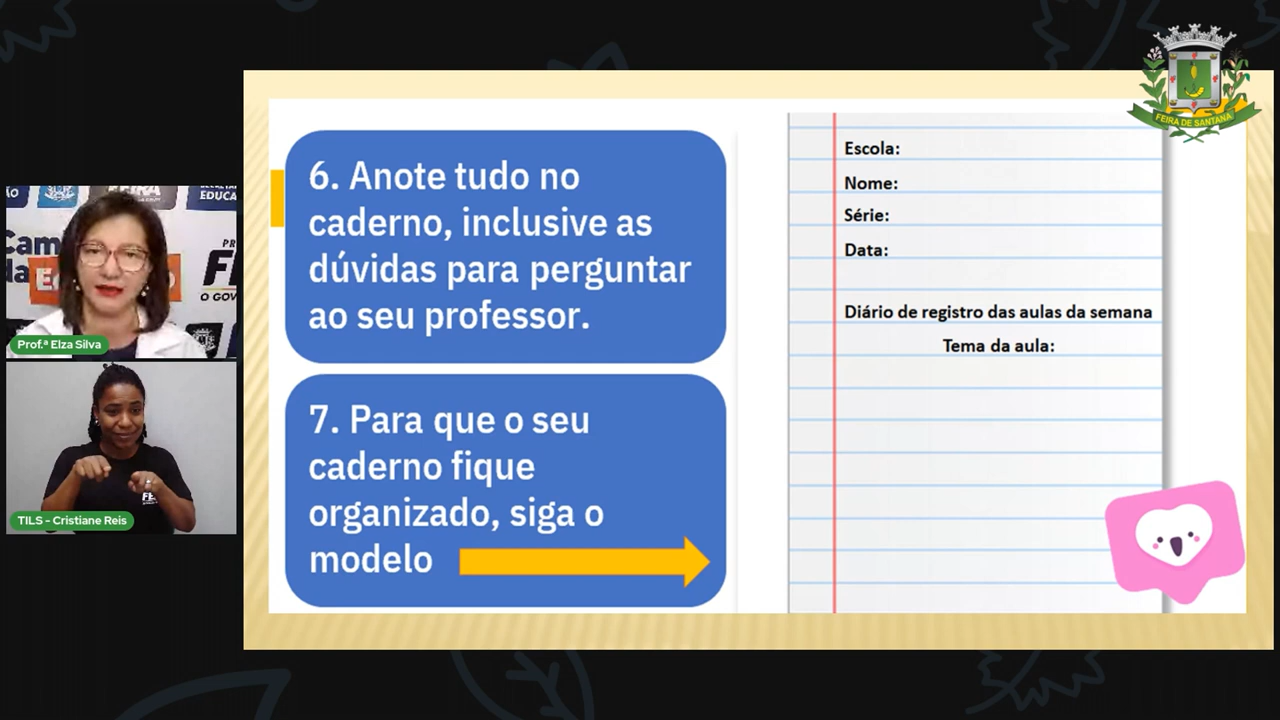 6. Anote tudo no
caderno, inclusive as
dúvidas para perguntar
ao seu professor.
7. Para que o seu
caderno fique
organizado, siga o
modelo
Escola:
Nome:
Série:
Data:
Diário de registro das aulas da semana
Tema da aula:
FEIRA DE SANTANA
EDUCA
Prof.ª Elza Silva
TILS - Cristiane Reis